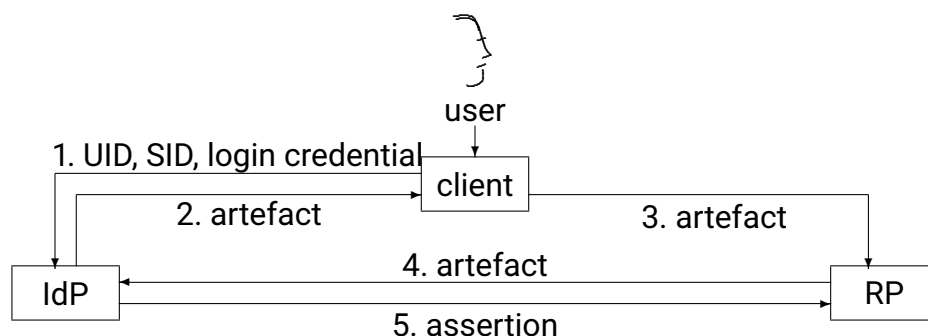 user
1. UID, SID, login credential
client
2. artefact
3. artefact
4. artefact
IdP
RP
5. assertion